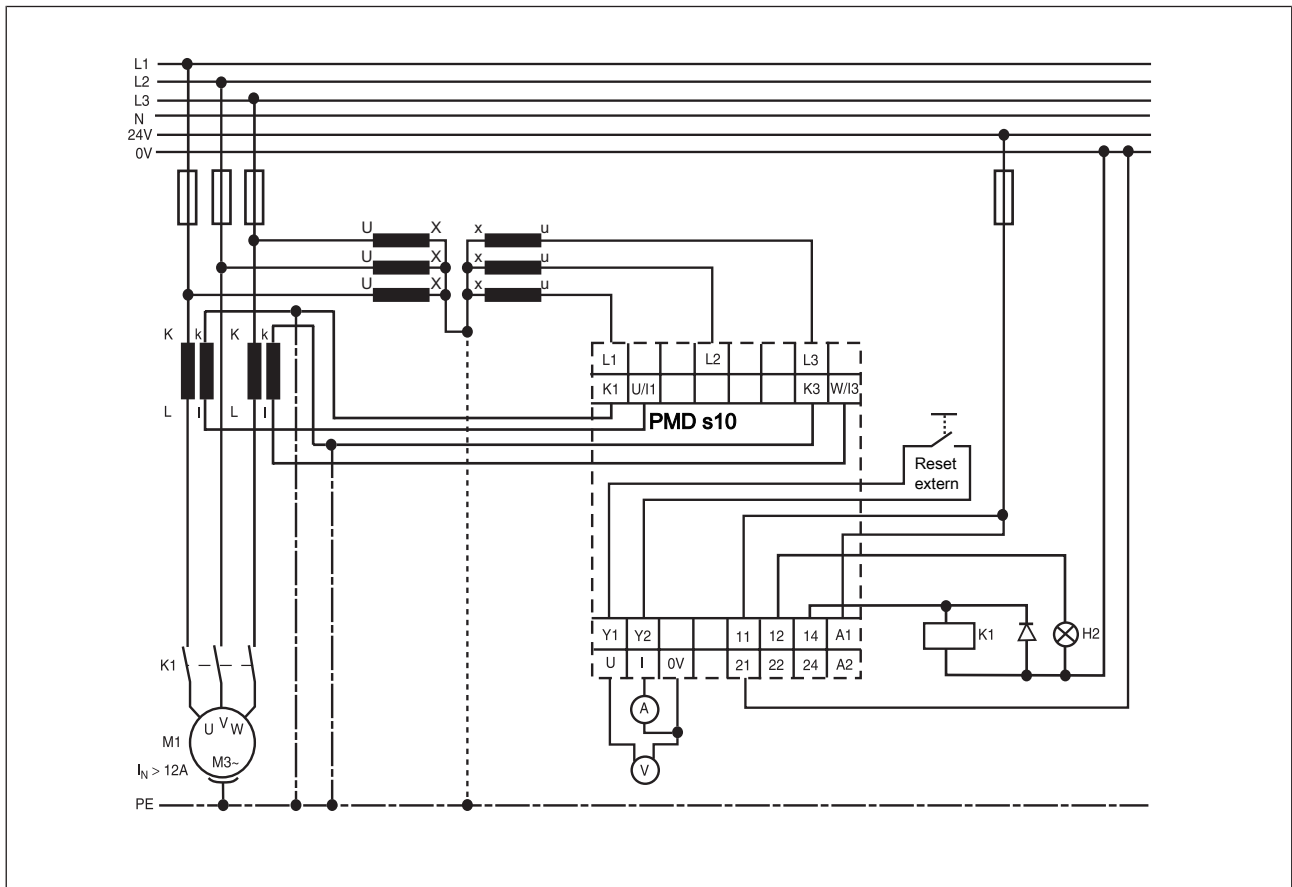 L1
L2
L3
N
24V
0V
U X x u
U X x u
U X x u
K k K k
L l L l
L1 L2 L3
K1 U/I1 K3 W/I3
PMD s10
Reset
extern
Y1 Y2 11 12 14 A1
U I 0V 21 22 24 A2
K1 H2
K1
A
V
U V W
M1
M3~
IN > 12A
PE